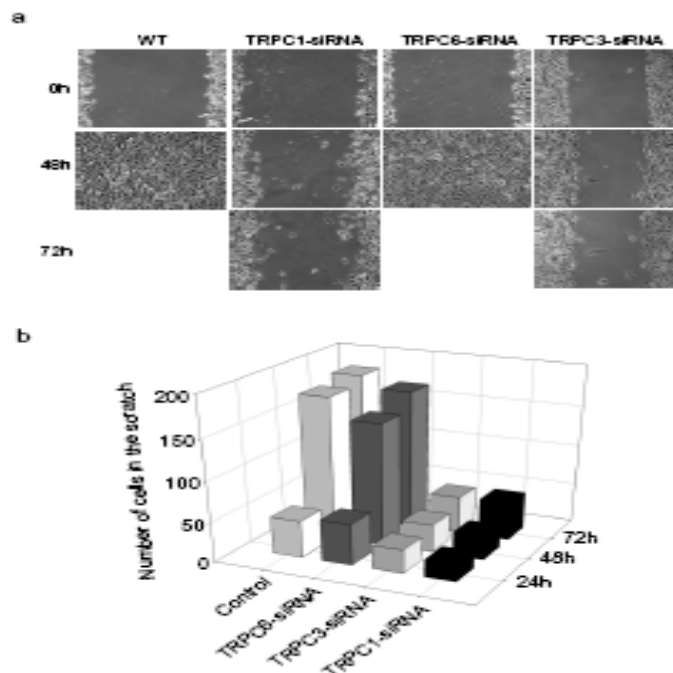 a
WT TRPC1-siRNA TRPC6-siRNA TRPC3-siRNA
0h
48h
72h
b
Number of cells in the scratch
200
150
100
50
0
Control
TRPC6-siRNA
TRPC3-siRNA
TRPC1-siRNA
24h
48h
72h